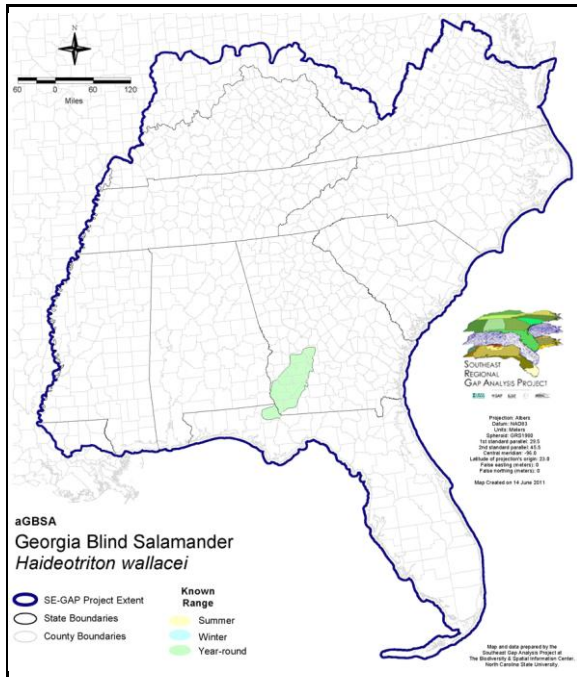 N
60 0 60 120
Miles
SOUTHEAST
REGIONAL
GAP ANALYSIS PROJECT
Projection: Albers
Datum: NAD83
Units: Meters
Spheroid: GRS1980
1st standard parallel: 29.5
2nd standard parallel: 45.5
Central meridian: -96.0
Latitude of projection's origin: 23.0
False easting (meters): 0
False northing (meters): 0
Map Created on 14 June 2011
aGBSA
Georgia Blind Salamander
Haideotriton wallacei
SE-GAP Project Extent
State Boundaries
County Boundaries
Known
Range
Summer
Winter
Year-round
Map and data prepared by the
Southeast Gap Analysis Project at
The Biodiversity & Spatial Information Center,
North Carolina State University.